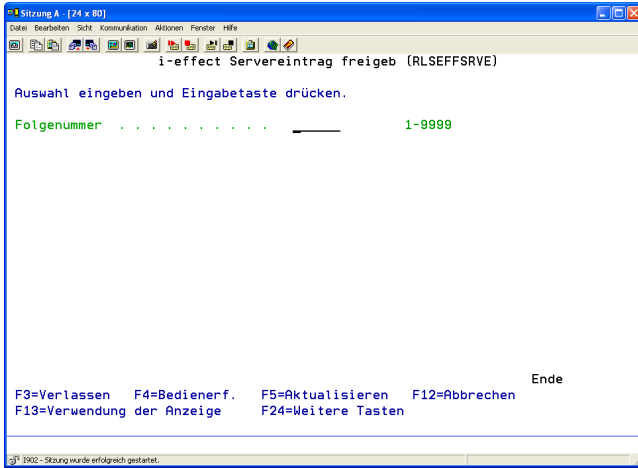 Sitzung A - [24 x 80]
Datei Bearbeiten Sicht Kommunikation Aktionen Fenster Hilfe
i-effect Servereintrag freigeb (RLSEFFSRVE)
Auswahl eingeben und Eingabetaste drücken.
Folgenummer . . . . . . . . . . 1-9999
Ende
F3=Verlassen F4=Bedienerf. F5=Aktualisieren F12=Abbrechen
F13=Verwendung der Anzeige F24=Weitere Tasten
I902 - Sitzung wurde erfolgreich gestartet.